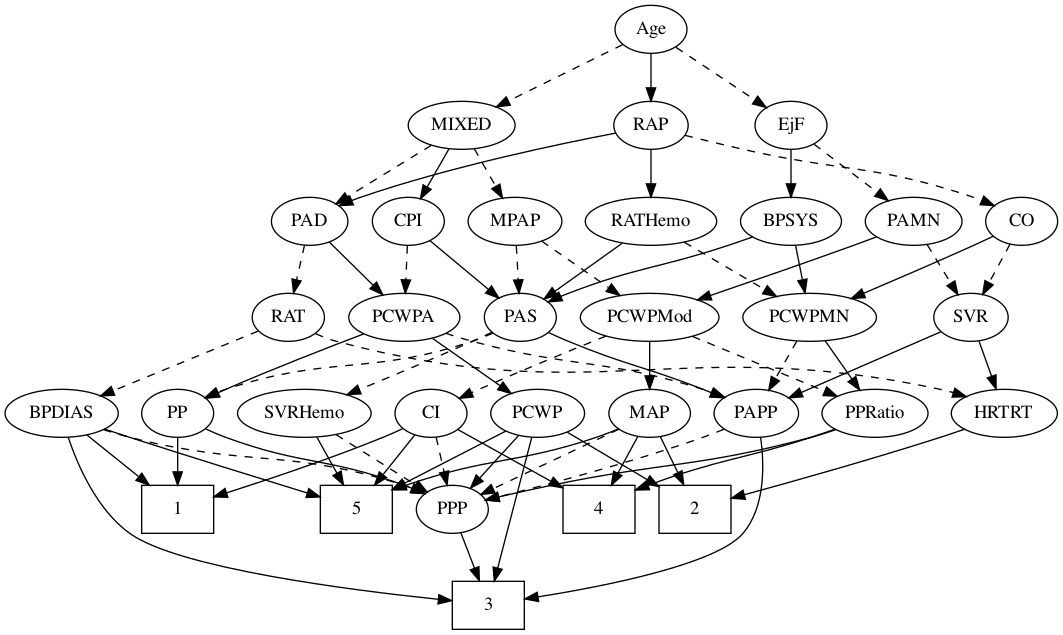 Age
MIXED
RAP
EjF
PAD
CPI
MPAP
RATHemo
BPSYS
PAMN
CO
RAT
PCWPA
PAS
PCWPMod
PCWPMN
SVR
BPDIAS
PP
SVRHemo
CI
PCWP
MAP
PAPP
PPRatio
HRTRT
1
5
PPP
4
2
3